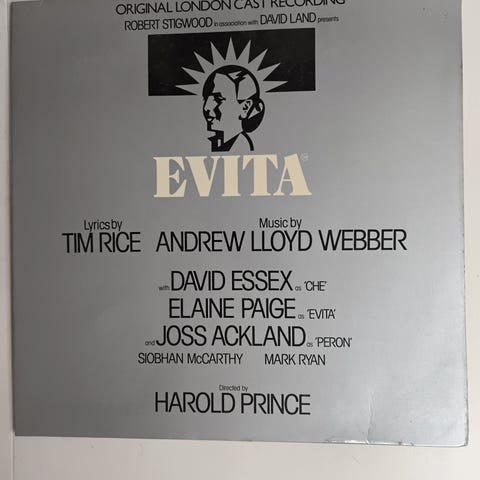 ORIGINAL LONDON CAST RECORDING
ROBERT STIGWOOD in association with DAVID LAND presents
EVITA®
Lyrics by Music by
TIM RICE ANDREW LLOYD WEBBER
with DAVID ESSEX as 'CHE'
ELAINE PAIGE as 'EVITA'
and JOSS ACKLAND as 'PERON'
SIOBHAN McCARTHY MARK RYAN
Directed by
HAROLD PRINCE